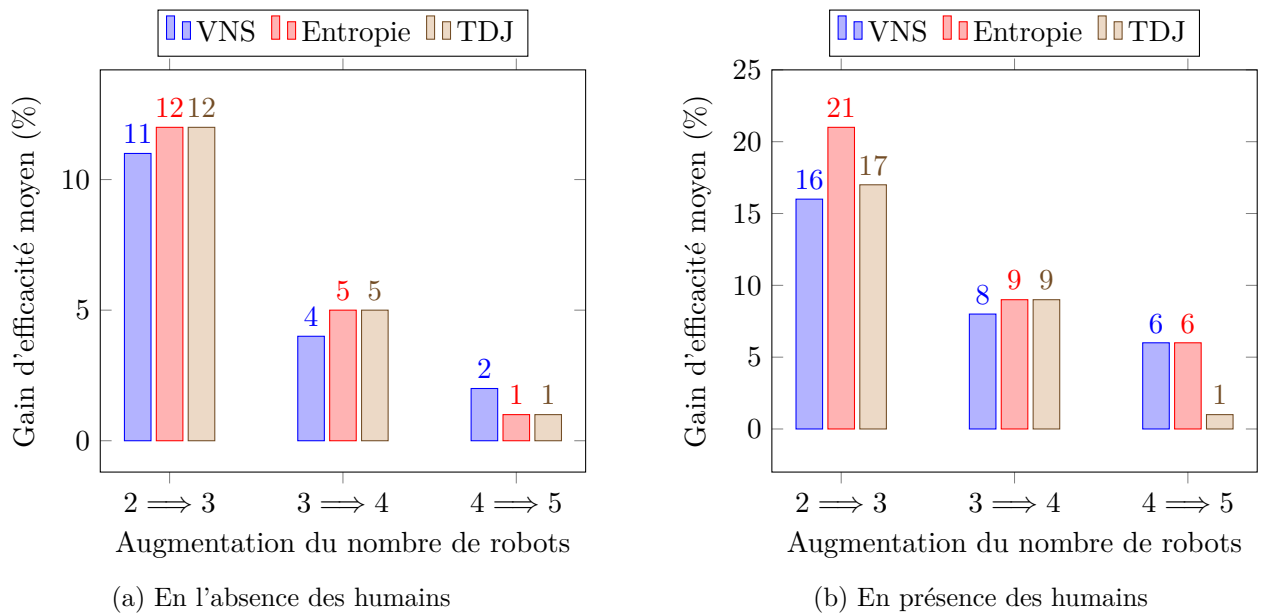 VNS Entropie TDJ
Gain d'efficacité moyen (%)
10
5
0
11 12 12
4 5 5
2 1 1
2 ⟹ 3 3 ⟹ 4 4 ⟹ 5
Augmentation du nombre de robots
(a) En l'absence des humains
VNS Entropie TDJ
Gain d'efficacité moyen (%)
25
20
15
10
5
0
16 21 17
8 9 9
6 6 1
2 ⟹ 3 3 ⟹ 4 4 ⟹ 5
Augmentation du nombre de robots
(b) En présence des humains